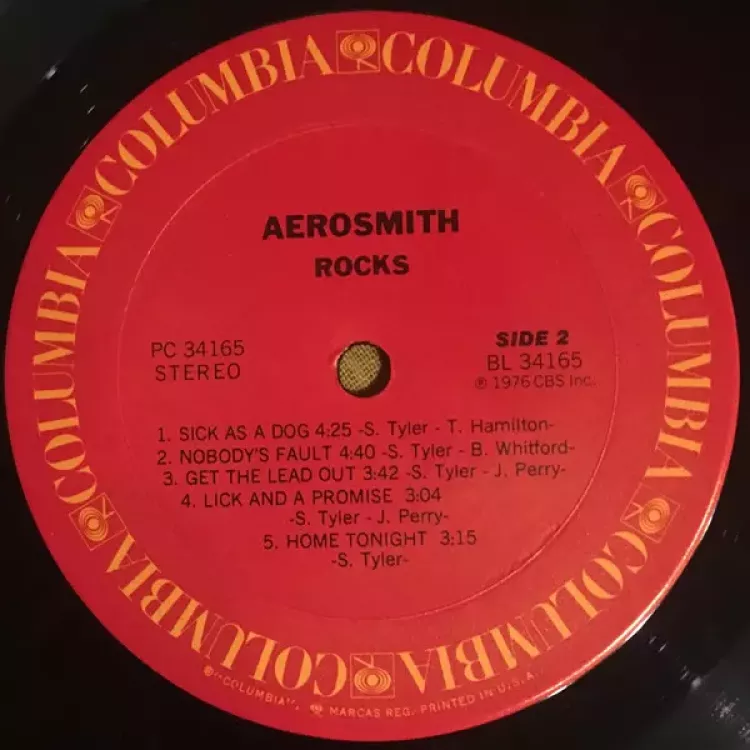 COLUMBIA COLUMBIA COLUMBIA COLUMBIA COLUMBIA COLUMBIA COLUMBIA COLUMBIA
AEROSMITH
ROCKS
PC 34165
STEREO
SIDE 2
BL 34165
℗ 1976 CBS Inc.
1. SICK AS A DOG 4:25 -S. Tyler - T. Hamilton-
2. NOBODY'S FAULT 4:40 -S. Tyler - B. Whitford-
3. GET THE LEAD OUT 3:42 -S. Tyler - J. Perry-
4. LICK AND A PROMISE 3:04
-S. Tyler - J. Perry-
5. HOME TONIGHT 3:15
-S. Tyler-
®"COLUMBIA", MARCAS REG. PRINTED IN U.S.A.